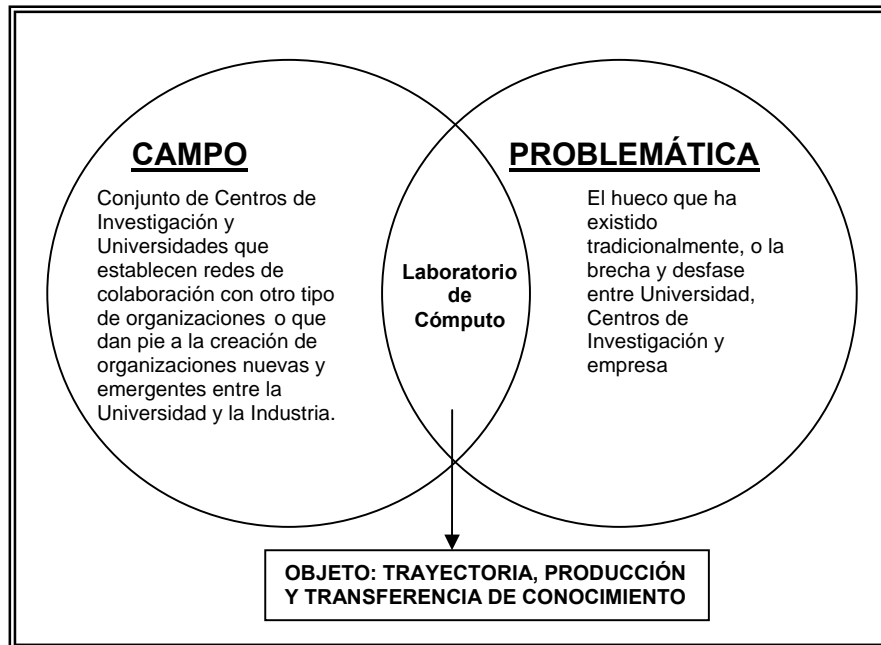 CAMPO
Conjunto de Centros de
Investigación y
Universidades que
establecen redes de
colaboración con otro tipo
de organizaciones o que
dan pie a la creación de
organizaciones nuevas y
emergentes entre la
Universidad y la Industria.
Laboratorio
de
Cómputo
PROBLEMÁTICA
El hueco que ha
existido
tradicionalmente, o la
brecha y desfase
entre Universidad,
Centros de
Investigación y
empresa
OBJETO: TRAYECTORIA, PRODUCCIÓN
Y TRANSFERENCIA DE CONOCIMIENTO